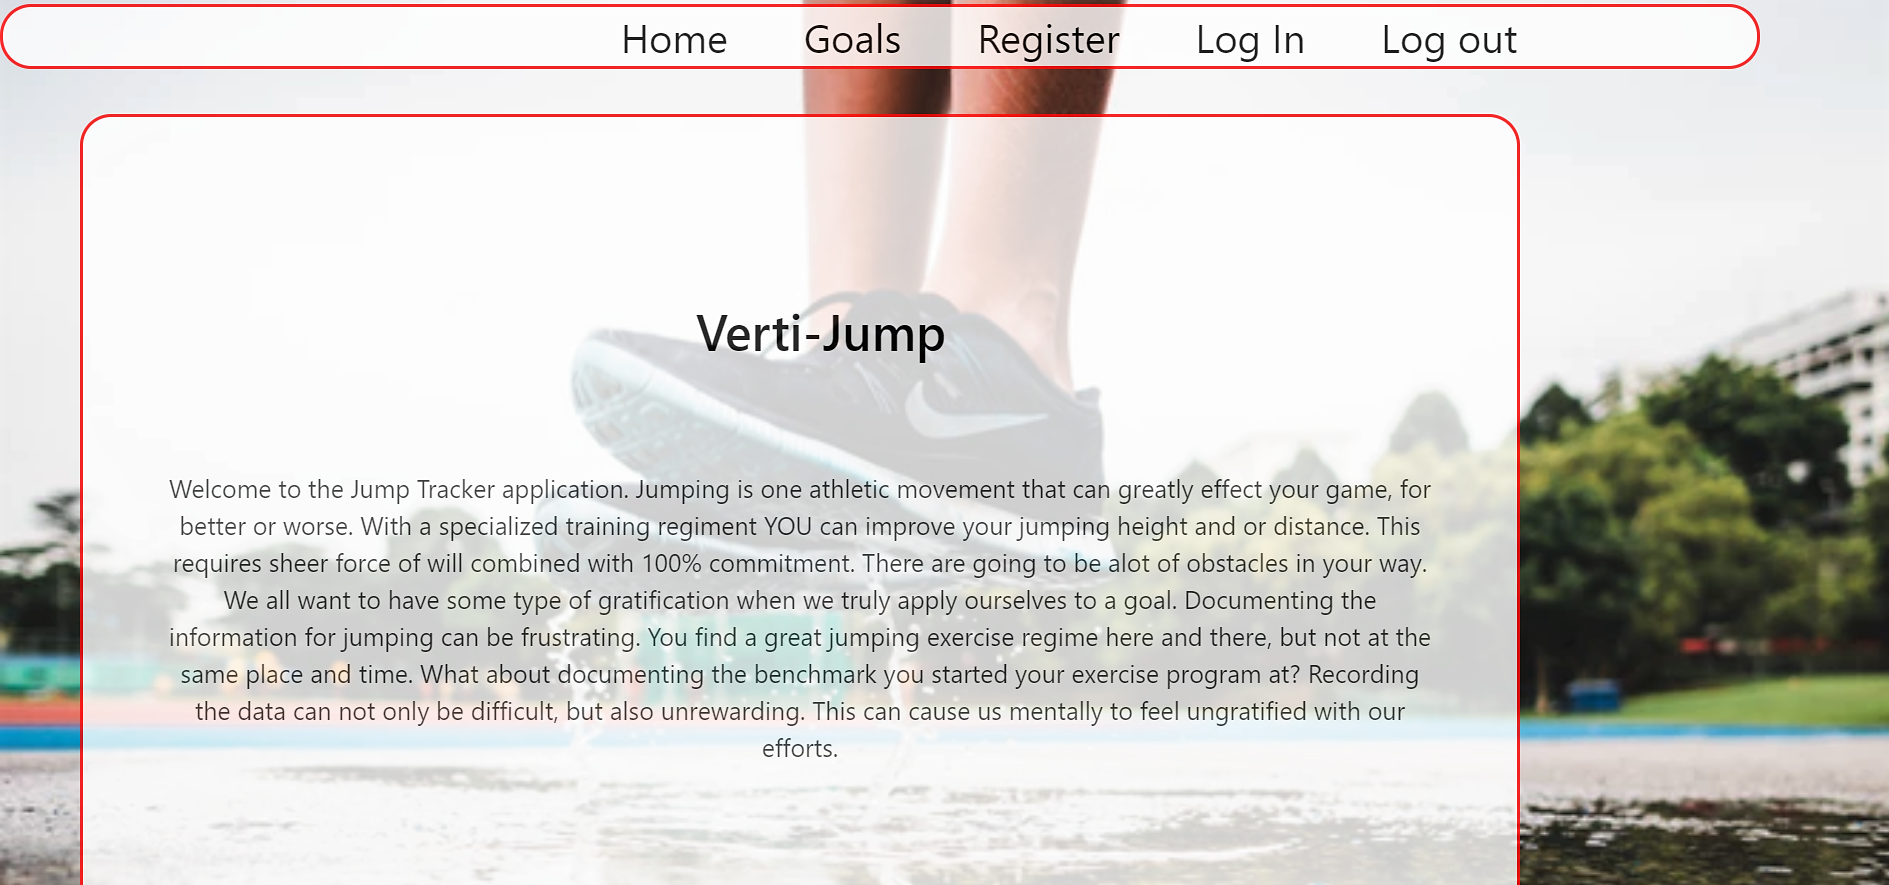 Home Goals Register Log In Log out
Verti-Jump
Welcome to the Jump Tracker application. Jumping is one athletic movement that can greatly effect your game, for
better or worse. With a specialized training regiment YOU can improve your jumping height and or distance. This
requires sheer force of will combined with 100% commitment. There are going to be alot of obstacles in your way.
We all want to have some type of gratification when we truly apply ourselves to a goal. Documenting the
information for jumping can be frustrating. You find a great jumping exercise regime here and there, but not at the
same place and time. What about documenting the benchmark you started your exercise program at? Recording
the data can not only be difficult, but also unrewarding. This can cause us mentally to feel ungratified with our
efforts.